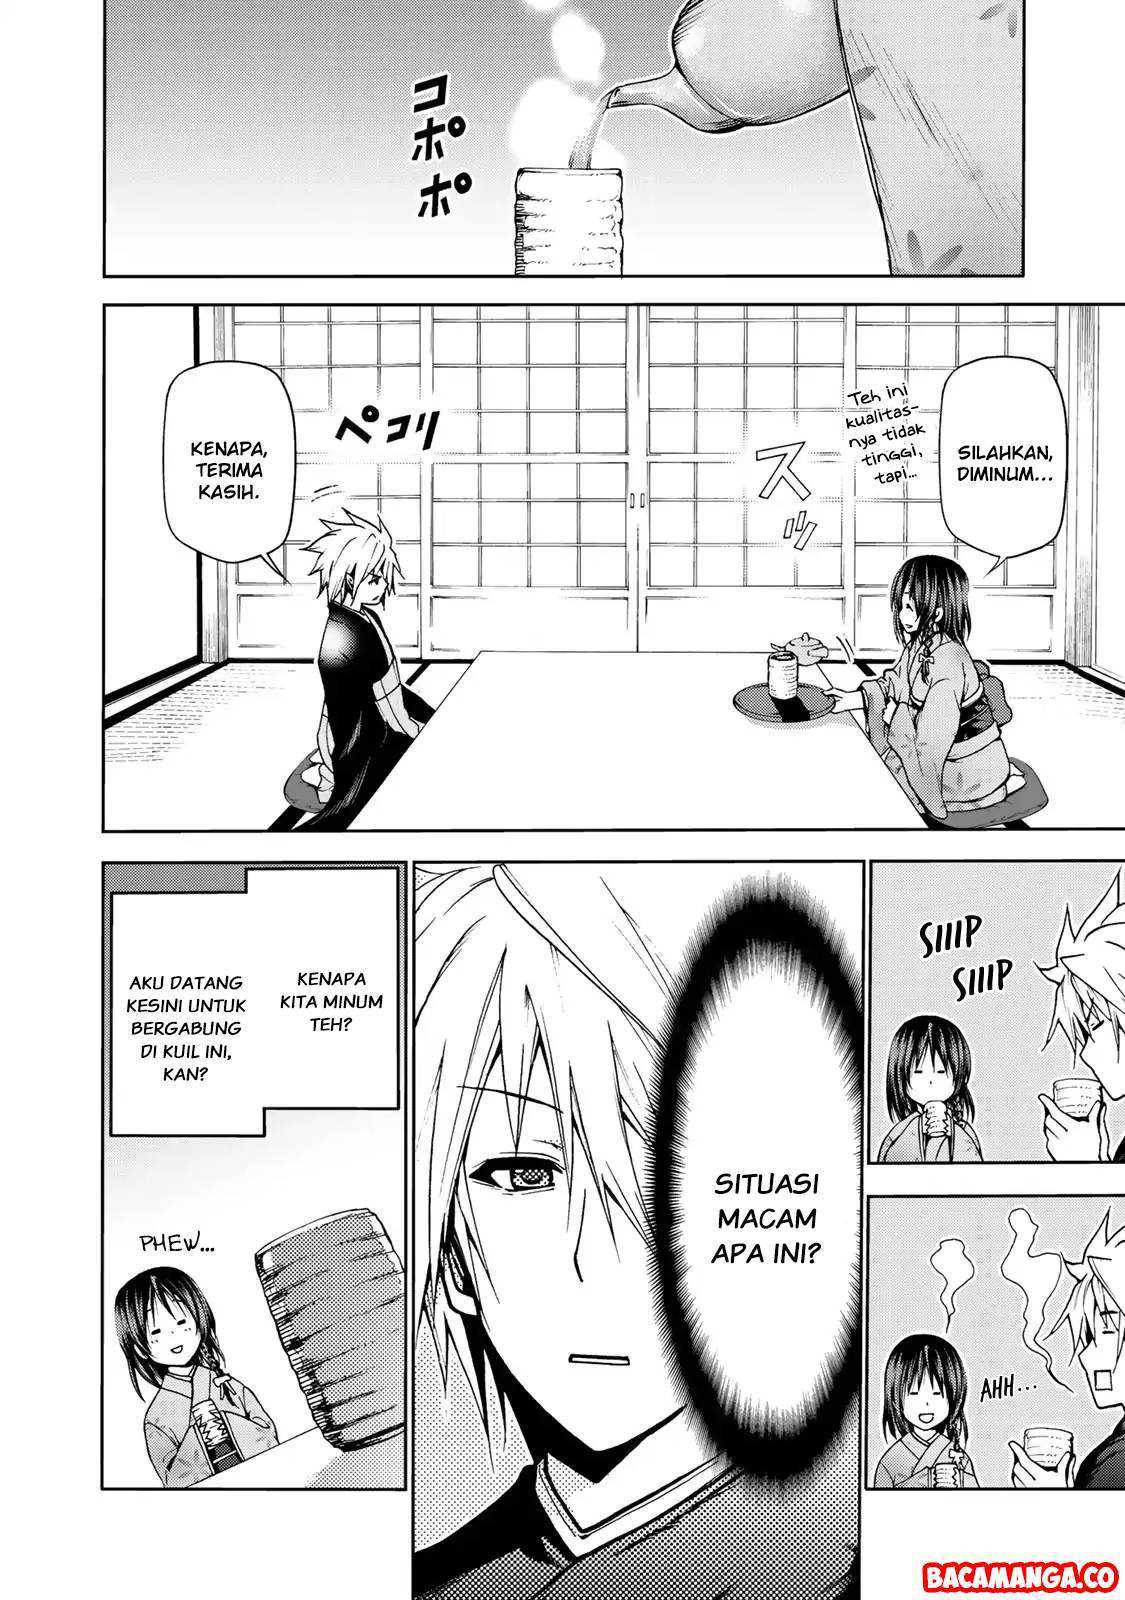 コポポ
SILAHKAN,
DIMINUM...
Teh ini
kualitas-
nya tidak
tinggi,
tapi...
スッ
ペコリ
KENAPA,
TERIMA
KASIH.
SIIIP
SIIIP
AHH...
SITUASI
MACAM
APA INI?
KENAPA
KITA MINUM
TEH?
AKU DATANG
KESINI UNTUK
BERGABUNG
DI KUIL INI,
KAN?
PHEW...
BACAMANGA.CO